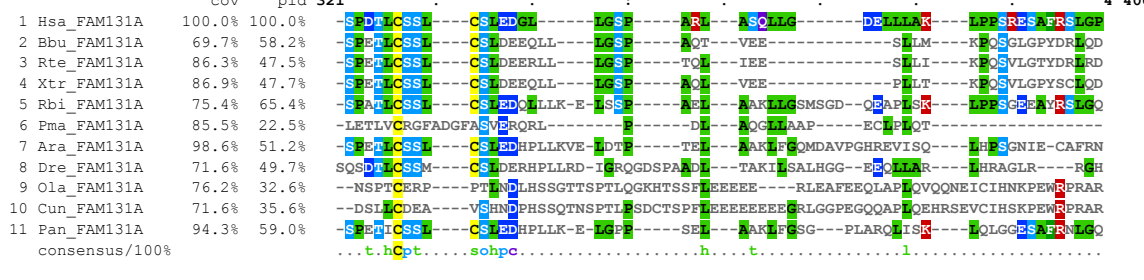 cov pid 321 . . . . . . . 4 400
1 Hsa_FAM131A 100.0% 100.0% -SPDTLCSSL----CSLEDGL------LGSP-----ARL---ASQLLG-------DELLLAK----LPPSRESAFRSLGP
2 Bbu_FAM131A 69.7% 58.2% -SPETLCSSL----CSLDEEQLL----LGSP-----AQT---VEE-------------SLLM----KPQSGLGPYDRLQD
3 Rte_FAM131A 86.3% 47.5% -SPETLCSSL----CSLDEERLL----LGSP-----TQL---IEE-------------SLLI----KPQSVLGTYDRLRD
4 Xtr_FAM131A 86.9% 47.7% -SPETLCSSL----CSLDEEQLL----LGSP-----AQL---VEE-------------PLLT----KPQSVLGPYSCLQD
5 Rbi_FAM131A 75.4% 65.4% -SPATLCSSL----CSLEDQLLLK-E-LSSP-----AEL---AAKLLGSMSGD--QEAPLSK----LPPSGEEAYRSLGQ
6 Pma_FAM131A 85.5% 22.5% -LETLVCRGFADGFASVERQRL--------P------DL---AQGLLAAP-----ECLPLQT------------------
7 Ara_FAM131A 98.6% 51.2% -SPETLCSSL----CSLEDHPLLKVE-LDTP-----TEL---AAKLFGQMDAVPGHREVISQ----LHPSGNIE-CAFRN
8 Dre_FAM131A 71.6% 49.7% SQSDTLCSSM----CSLDERHPLLRD-IGRQGDSPAADL---TAKILSALHGG--EEQLLAR----LHRAGLR----RGH
9 Ola_FAM131A 76.2% 32.6% --NSPTCERP----PTLNDLHSSGTTSPTLQGKHTSSFLEEEEE----RLEAFEEQLAPLQVQQNEICIHNKPEWRPRAR
10 Cun_FAM131A 71.6% 35.6% --DSLLCDEA----VSHNDPHSSQTNSPTLPSDCTSPFLEEEEEEEEGRLGGPEGQQAPLQEHRSEVCIHSKPEWRPRAR
11 Pan_FAM131A 94.3% 59.0% -SPETICSSL----CSLEDHPLLK-E-LGPP-----SEL---AAKLFGSG---PLARQLISK----LQLGGESAFRNLGQ
consensus/100% ...t.hCpt.....sohpc...................h....t...............l....................